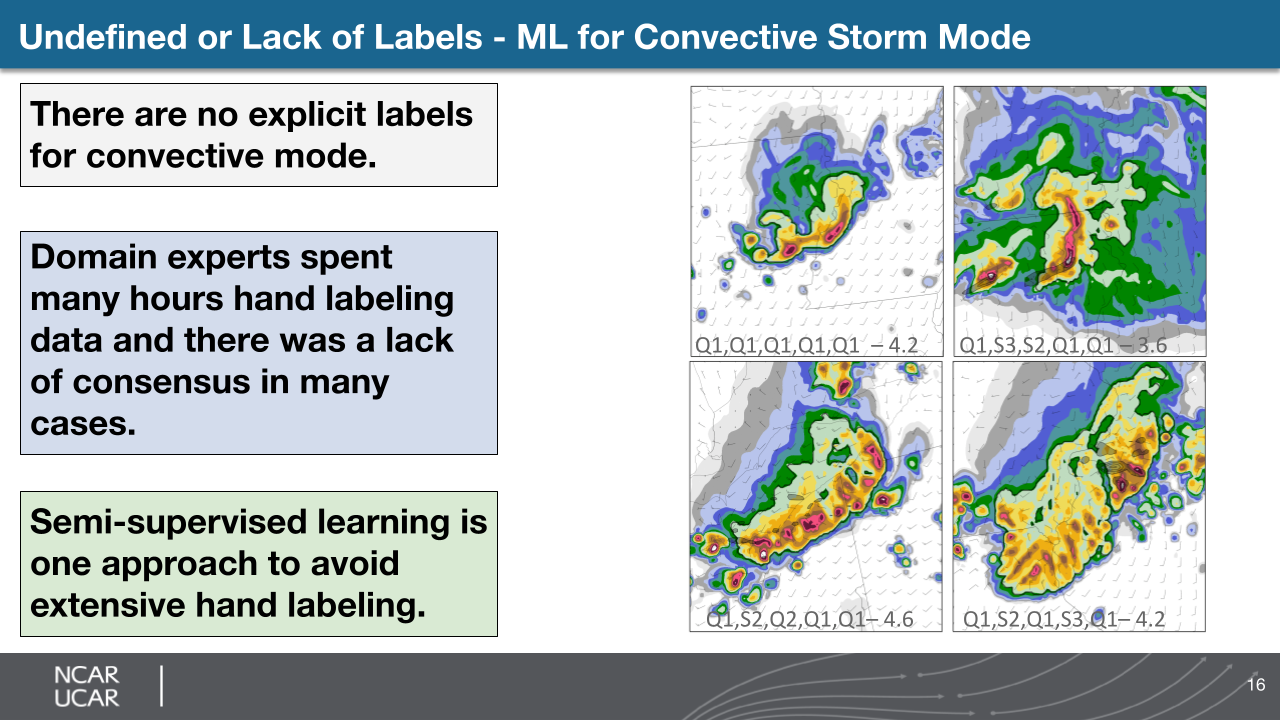 Undefined or Lack of Labels - ML for Convective Storm Mode
There are no explicit labels
for convective mode.
Domain experts spent
many hours hand labeling
data and there was a lack
of consensus in many
cases.
Semi-supervised learning is
one approach to avoid
extensive hand labeling.
Q1,Q1,Q1,Q1,Q1 – 4.2
Q1,S3,S2,Q1,Q1 – 3.6
Q1,S2,Q2,Q1,Q1– 4.6
Q1,S2,Q1,S3,Q1– 4.2
NCAR
UCAR
16